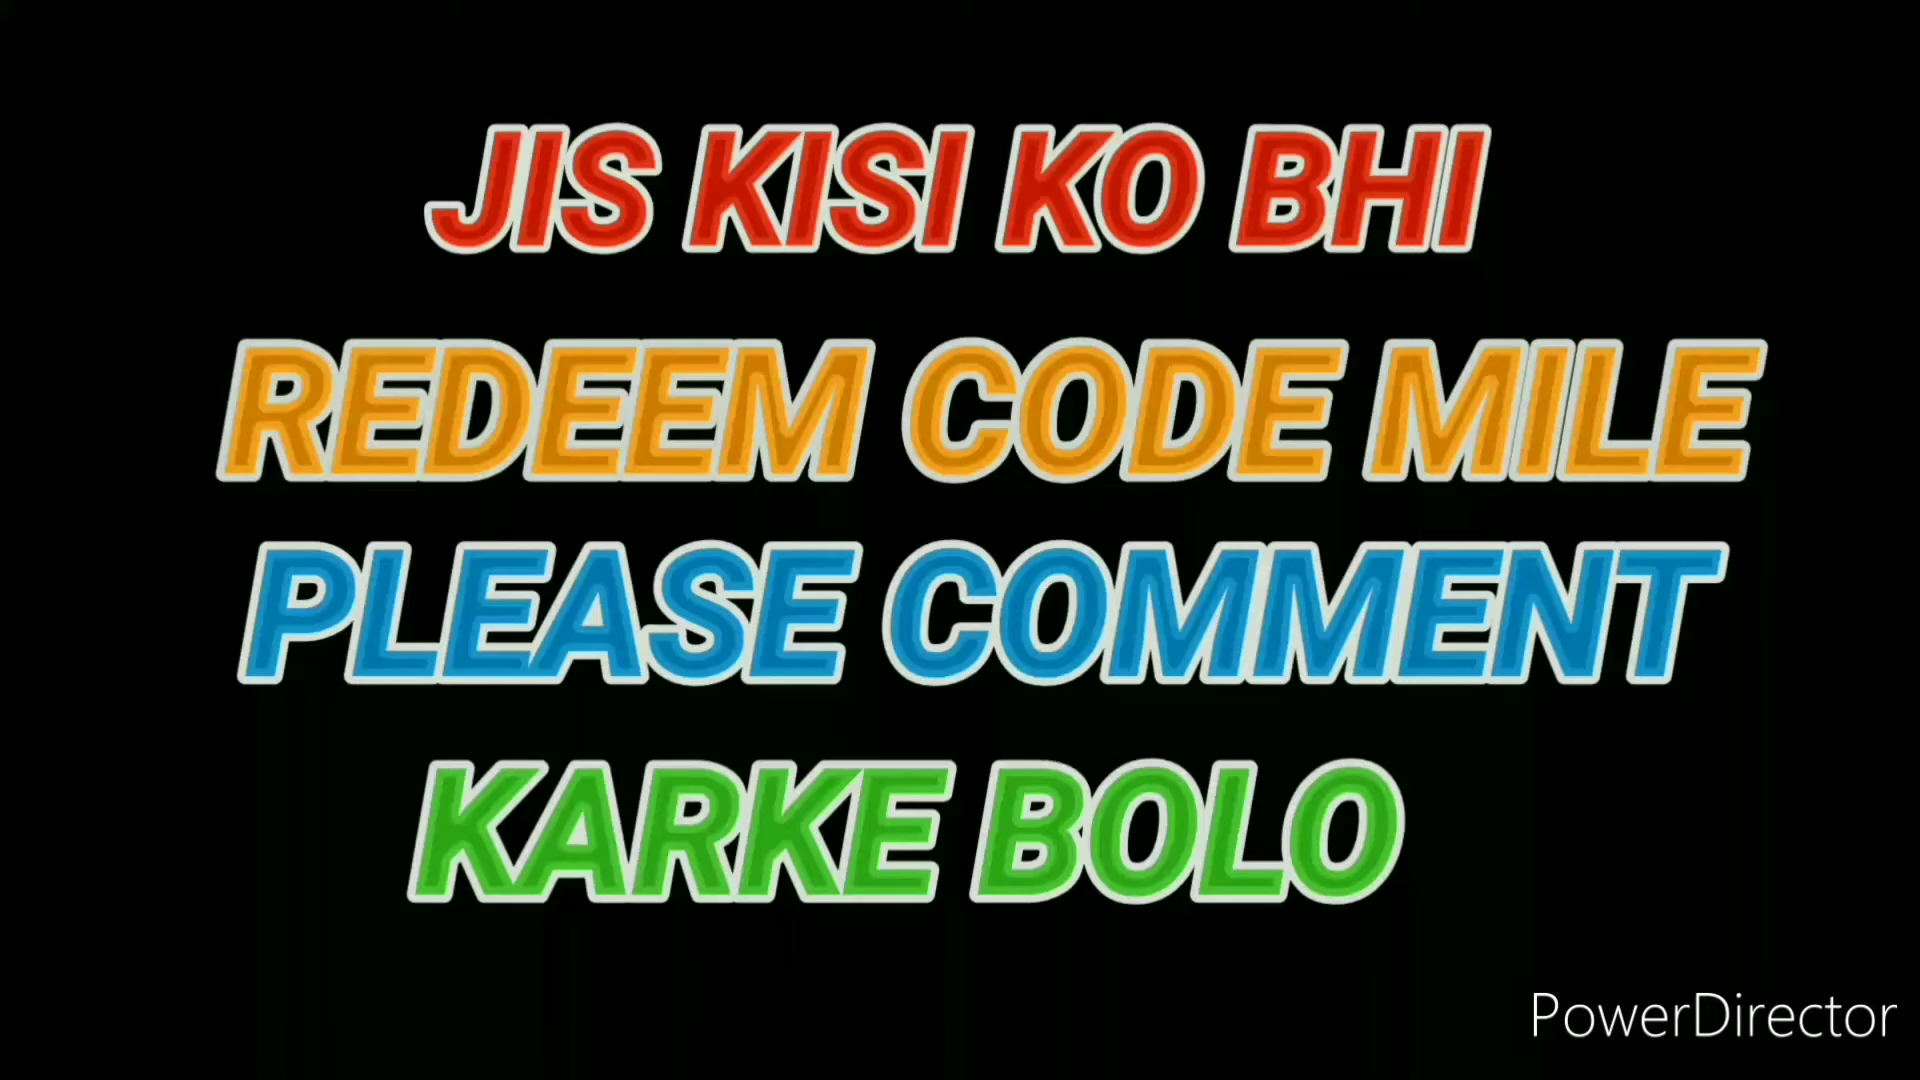 JIS KISI KO BHI
REDEEM CODE MILE
PLEASE COMMENT
KARKE BOLO
PowerDirector